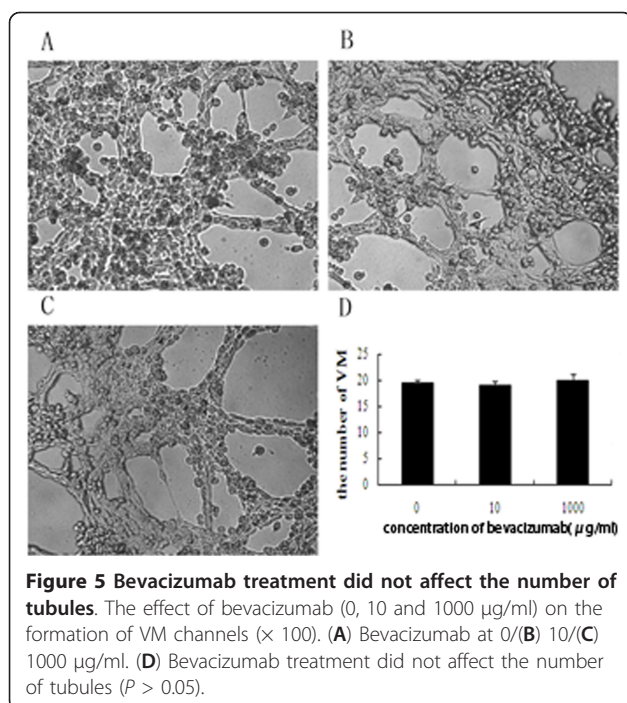 A
B
C
D
the number of VM
25
20
15
10
5
0
0
10
1000
concentration of bevacizumab( μg/ml)
Figure 5 Bevacizumab treatment did not affect the number of
tubules. The effect of bevacizumab (0, 10 and 1000 μg/ml) on the
formation of VM channels (× 100). (A) Bevacizumab at 0/(B) 10/(C)
1000 μg/ml. (D) Bevacizumab treatment did not affect the number
of tubules (P > 0.05).